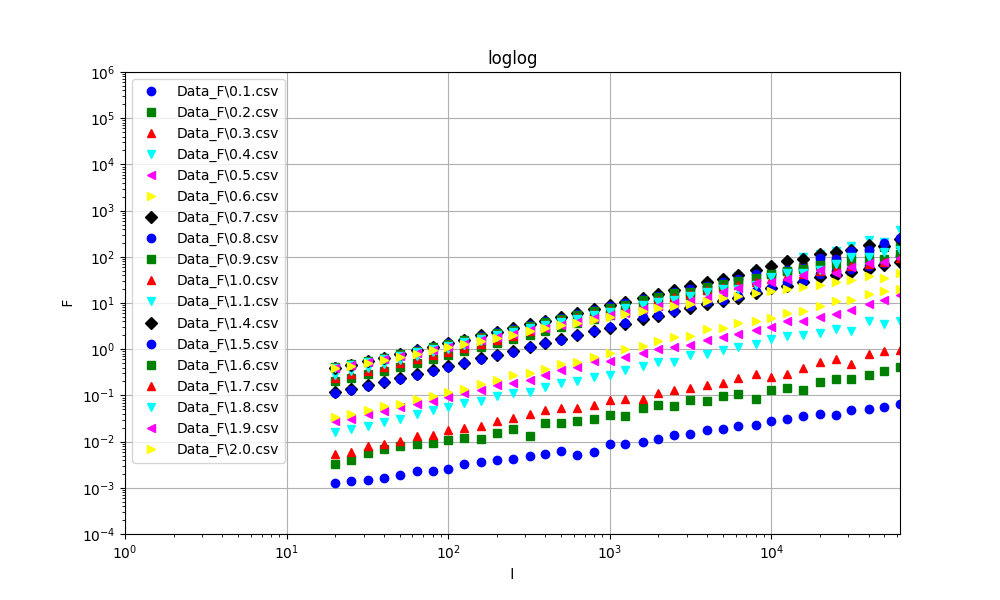 loglog
10^6
10^5
10^4
10^3
10^2
10^1
10^0
10^-1
10^-2
10^-3
10^-4
F
Data_F\0.1.csv
Data_F\0.2.csv
Data_F\0.3.csv
Data_F\0.4.csv
Data_F\0.5.csv
Data_F\0.6.csv
Data_F\0.7.csv
Data_F\0.8.csv
Data_F\0.9.csv
Data_F\1.0.csv
Data_F\1.1.csv
Data_F\1.4.csv
Data_F\1.5.csv
Data_F\1.6.csv
Data_F\1.7.csv
Data_F\1.8.csv
Data_F\1.9.csv
Data_F\2.0.csv
10^0 10^1 10^2 10^3 10^4
l